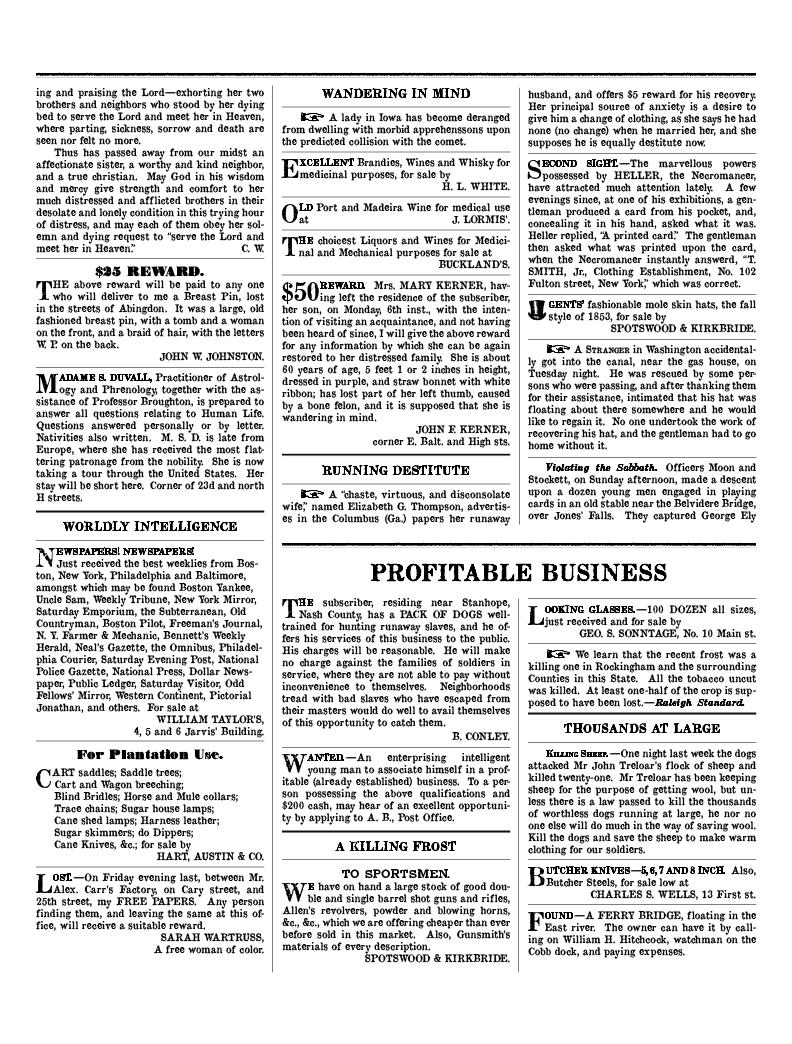 ing and praising the Lord—exhorting her two
brothers and neighbors who stood by her dying
bed to serve the Lord and meet her in Heaven,
where parting, sickness, sorrow and death are
seen nor felt no more.
Thus has passed away from our midst an
affectionate sister, a worthy and kind neighbor,
and a true christian. May God in his wisdom
and mercy give strength and comfort to her
much distressed and afflicted brothers in their
desolate and lonely condition in this trying hour
of distress, and may each of them obey her sol-
emn and dying request to “serve the Lord and
meet her in Heaven.” C. W.
$25 REWARD.
THE above reward will be paid to any one
who will deliver to me a Breast Pin, lost
in the streets of Abingdon. It was a large, old
fashioned breast pin, with a tomb and a woman
on the front, and a braid of hair, with the letters
W. P. on the back.
JOHN W. JOHNSTON.
MADAME S. DUVALL, Practitioner of Astrol-
ogy and Phrenology, together with the as-
sistance of Professor Broughton, is prepared to
answer all questions relating to Human Life.
Questions answered personally or by letter.
Nativities also written. M. S. D. is late from
Europe, where she has received the most flat-
tering patronage from the nobility. She is now
taking a tour through the United States. Her
stay will be short here. Corner of 23d and north
H streets.
WORLDLY INTELLIGENCE
NEWSPAPERS! NEWSPAPERS!
Just received the best weeklies from Bos-
ton, New York, Philadelphia and Baltimore,
amongst which may be found Boston Yankee,
Uncle Sam, Weekly Tribune, New York Mirror,
Saturday Emporium, the Subterranean, Old
Countryman, Boston Pilot, Freeman's Journal,
N. Y. Farmer & Mechanic, Bennett's Weekly
Herald, Neal's Gazette, the Omnibus, Philadel-
phia Courier, Saturday Evening Post, National
Police Gazette, National Press, Dollar News-
paper, Public Ledger, Saturday Visitor, Odd
Fellows' Mirror, Western Continent, Pictorial
Jonathan, and others. For sale at
WILLIAM TAYLOR'S,
4, 5 and 6 Jarvis' Building.
For Plantation Use.
CART saddles; Saddle trees;
Cart and Wagon breeching;
Blind Bridles; Horse and Mule collars;
Trace chains; Sugar house lamps;
Cane shed lamps; Harness leather;
Sugar skimmers; do Dippers;
Cane Knives, &c.; for sale by
HART, AUSTIN & CO.
LOST.—On Friday evening last, between Mr.
Alex. Carr's Factory, on Cary street, and
25th street, my FREE PAPERS. Any person
finding them, and leaving the same at this of-
fice, will receive a suitable reward.
SARAH WARTRUSS,
A free woman of color.
WANDERING IN MIND
☞ A lady in Iowa has become deranged
from dwelling with morbid apprehenssons upon
the predicted collision with the comet.
EXCELLENT Brandies, Wines and Whisky for
medicinal purposes, for sale by
H. L. WHITE.
OLD Port and Madeira Wine for medical use
at J. LORMIS'.
THE choicest Liquors and Wines for Medici-
nal and Mechanical purposes for sale at
BUCKLAND'S.
$50 REWARD. Mrs. MARY KERNER, hav-
ing left the residence of the subscriber,
her son, on Monday, 6th inst., with the inten-
tion of visiting an acquaintance, and not having
been heard of since, I will give the above reward
for any information by which she can be again
restored to her distressed family. She is about
60 years of age, 5 feet 1 or 2 inches in height,
dressed in purple, and straw bonnet with white
ribbon; has lost part of her left thumb, caused
by a bone felon, and it is supposed that she is
wandering in mind.
JOHN F. KERNER,
corner E. Balt. and High sts.
RUNNING DESTITUTE
☞ A “chaste, virtuous, and disconsolate
wife,” named Elizabeth G. Thompson, advertis-
es in the Columbus (Ga.) papers her runaway
husband, and offers $5 reward for his recovery.
Her principal source of anxiety is a desire to
give him a change of clothing, as she says he had
none (no change) when he married her, and she
supposes he is equally destitute now.
SECOND SIGHT.—The marvellous powers
possessed by HELLER, the Necromancer,
have attracted much attention lately. A few
evenings since, at one of his exhibitions, a gen-
tleman produced a card from his pocket, and,
concealing it in his hand, asked what it was.
Heller replied, “A printed card.” The gentleman
then asked what was printed upon the card,
when the Necromancer instantly answerd, “T.
SMITH, Jr., Clothing Establishment, No. 102
Fulton street, New York,” which was correct.
GENTS' fashionable mole skin hats, the fall
style of 1853, for sale by
SPOTSWOOD & KIRKBRIDE.
☞ A STRANGER in Washington accidental-
ly got into the canal, near the gas house, on
Tuesday night. He was rescued by some per-
sons who were passing, and after thanking them
for their assistance, intimated that his hat was
floating about there somewhere and he would
like to regain it. No one undertook the work of
recovering his hat, and the gentleman had to go
home without it.
Violating the Sabbath. Officers Moon and
Stockett, on Sunday afternoon, made a descent
upon a dozen young men engaged in playing
cards in an old stable near the Belvidere Bridge,
over Jones' Falls. They captured George Ely
PROFITABLE BUSINESS
THE subscriber, residing near Stanhope,
Nash County, has a PACK OF DOGS well-
trained for hunting runaway slaves, and he of-
fers his services of this business to the public.
His charges will be reasonable. He will make
no charge against the families of soldiers in
service, where they are not able to pay without
inconvenience to themselves. Neighborhoods
tread with bad slaves who have escaped from
their masters would do well to avail themselves
of this opportunity to catch them.
B. CONLEY.
WANTED.—An enterprising intelligent
young man to associate himself in a prof-
itable (already established) business. To a per-
son possessing the above qualifications and
$200 cash, may hear of an excellent opportuni-
ty by applying to A. B., Post Office.
A KILLING FROST
TO SPORTSMEN.
WE have on hand a large stock of good dou-
ble and single barrel shot guns and rifles,
Allen's revolvers, powder and blowing horns,
&c., &c., which we are offering cheaper than ever
before sold in this market. Also, Gunsmith's
materials of every description.
SPOTSWOOD & KIRKBRIDE.
LOOKING GLASSES.—100 DOZEN all sizes,
just received and for sale by
GEO. S. SONNTAGE, No. 10 Main st.
☞ We learn that the recent frost was a
killing one in Rockingham and the surrounding
Counties in this State. All the tobacco uncut
was killed. At least one-half of the crop is sup-
posed to have been lost.—Raleigh Standard.
THOUSANDS AT LARGE
KILLING SHEEP.—One night last week the dogs
attacked Mr John Treloar's flock of sheep and
killed twenty-one. Mr Treloar has been keeping
sheep for the purpose of getting wool, but un-
less there is a law passed to kill the thousands
of worthless dogs running at large, he nor no
one else will do much in the way of saving wool.
Kill the dogs and save the sheep to make warm
clothing for our soldiers.
BUTCHER KNIVES—5, 6, 7 AND 8 INCH. Also,
Butcher Steels, for sale low at
CHARLES S. WELLS, 13 First st.
FOUND—A FERRY BRIDGE, floating in the
East river. The owner can have it by call-
ing on William H. Hitchcock, watchman on the
Cobb dock, and paying expenses.